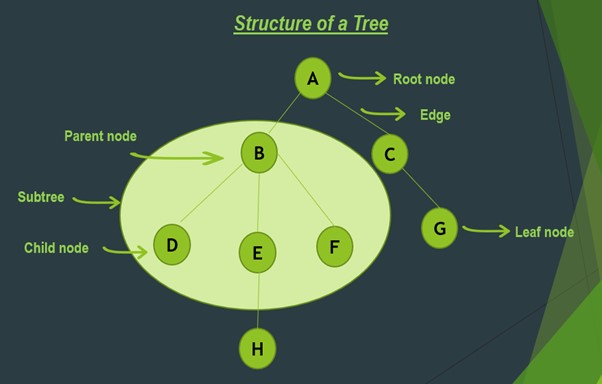 Structure of a Tree
A
Root node
Edge
Parent node
B
C
Subtree
D
E
F
G
Leaf node
Child node
H